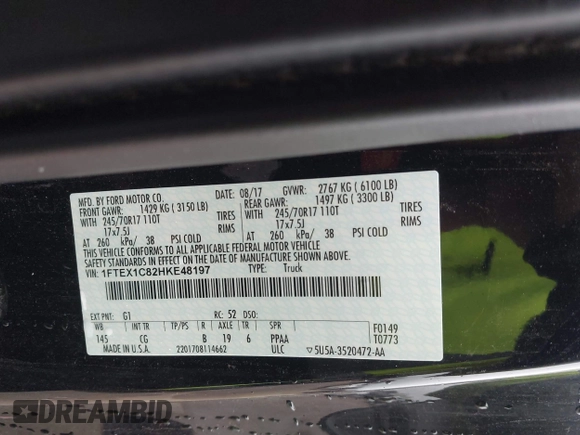 MFD. BY FORD MOTOR CO.
DATE: 08/17 GVWR: 2767 KG ( 6100 LB)
FRONT GAWR: 1429 KG ( 3150 LB)
REAR GAWR: 1497 KG ( 3300 LB)
WITH 245/70R17 110T TIRES
WITH 245/70R17 110T TIRES
17x7.5J RIMS
17x7.5J RIMS
AT 260 kPa/ 38 PSI COLD
AT 260 kPa/ 38 PSI COLD
THIS VEHICLE CONFORMS TO ALL APPLICABLE FEDERAL MOTOR VEHICLE
SAFETY STANDARDS IN EFFECT ON THE DATE OF MANUFACTURE SHOWN ABOVE.
VIN: 1FTEX1C82HKE48197 TYPE: Truck
EXT PNT: G1 RC: 52 DSO:
WB INT TR TP/PS R AXLE TR SPR F0149
145 CG B 19 6 PPAA T0773
MADE IN U.S.A. 2201708114662 ULC 5U5A-3520472-AA
DREAMBID